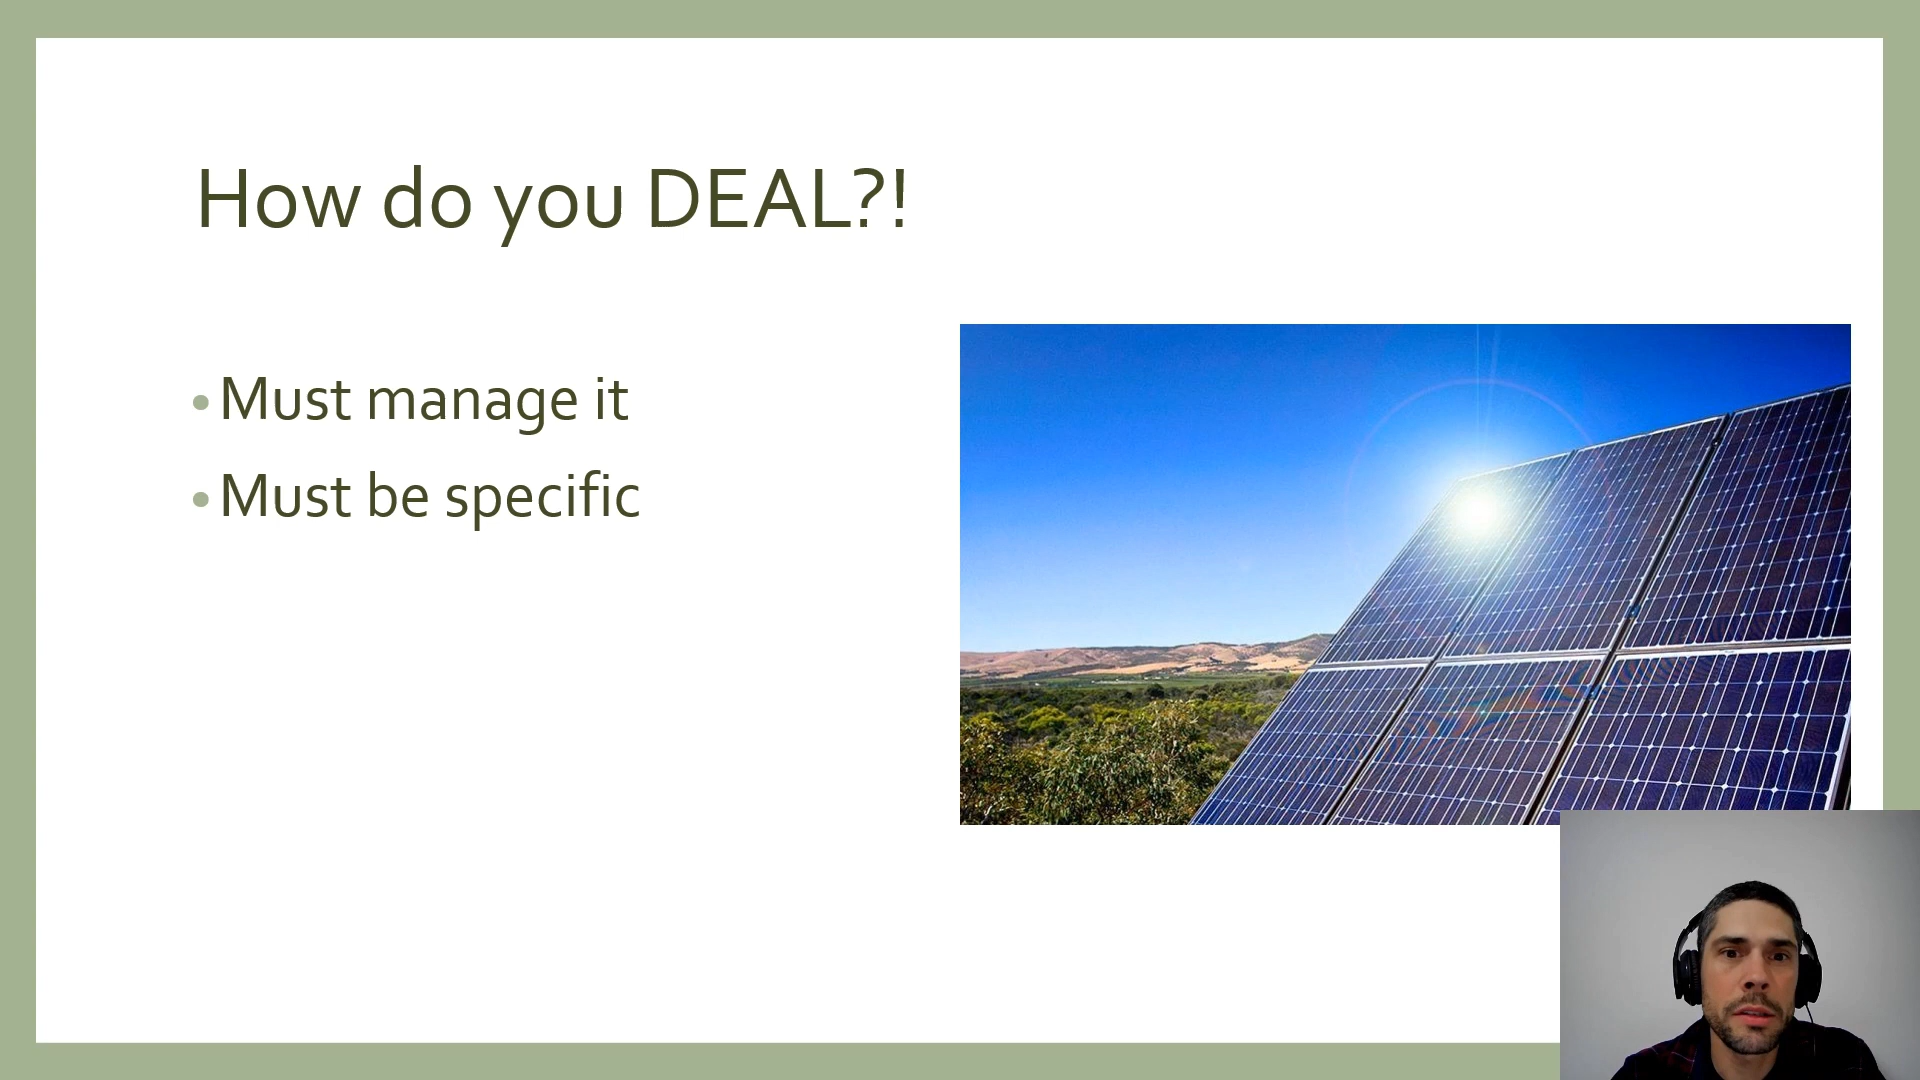 How do you DEAL?!
• Must manage it
• Must be specific